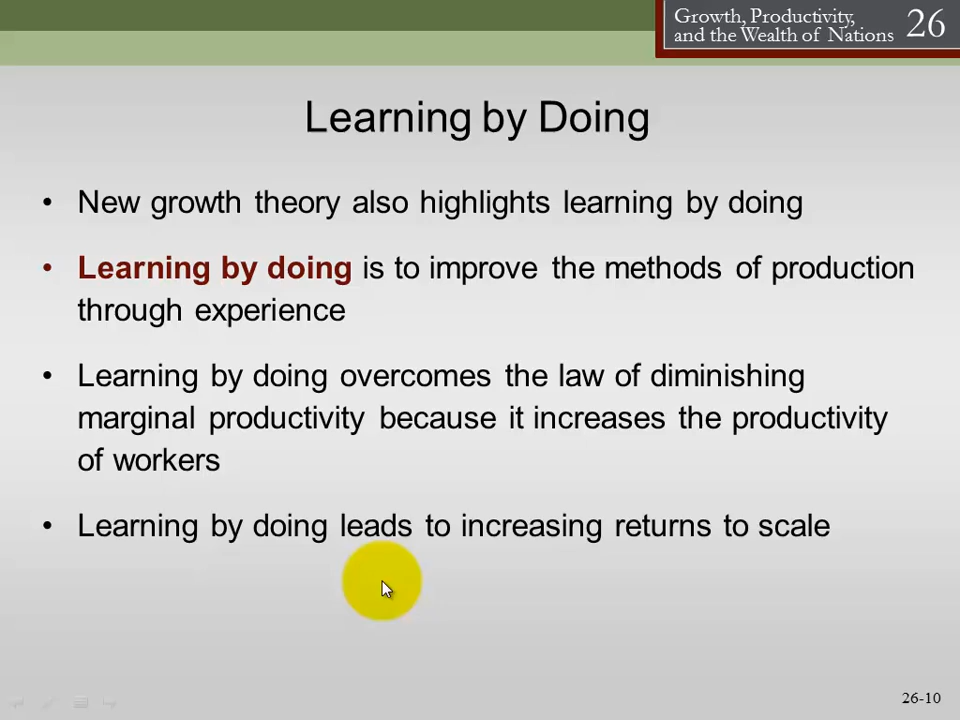 Growth, Productivity,
and the Wealth of Nations
26
Learning by Doing
• New growth theory also highlights learning by doing
• Learning by doing is to improve the methods of production
through experience
• Learning by doing overcomes the law of diminishing
marginal productivity because it increases the productivity
of workers
• Learning by doing leads to increasing returns to scale
26-10